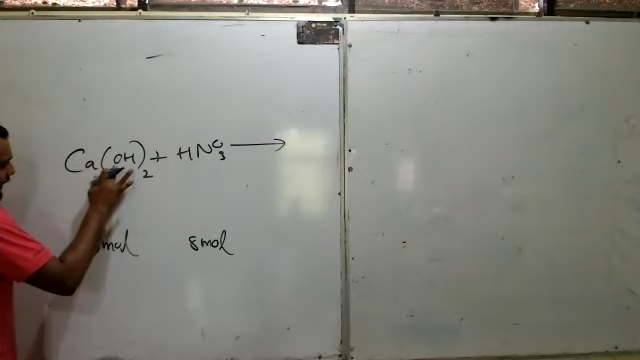 Ca(OH)₂ + HNO₃ ⟶
mol 8mol